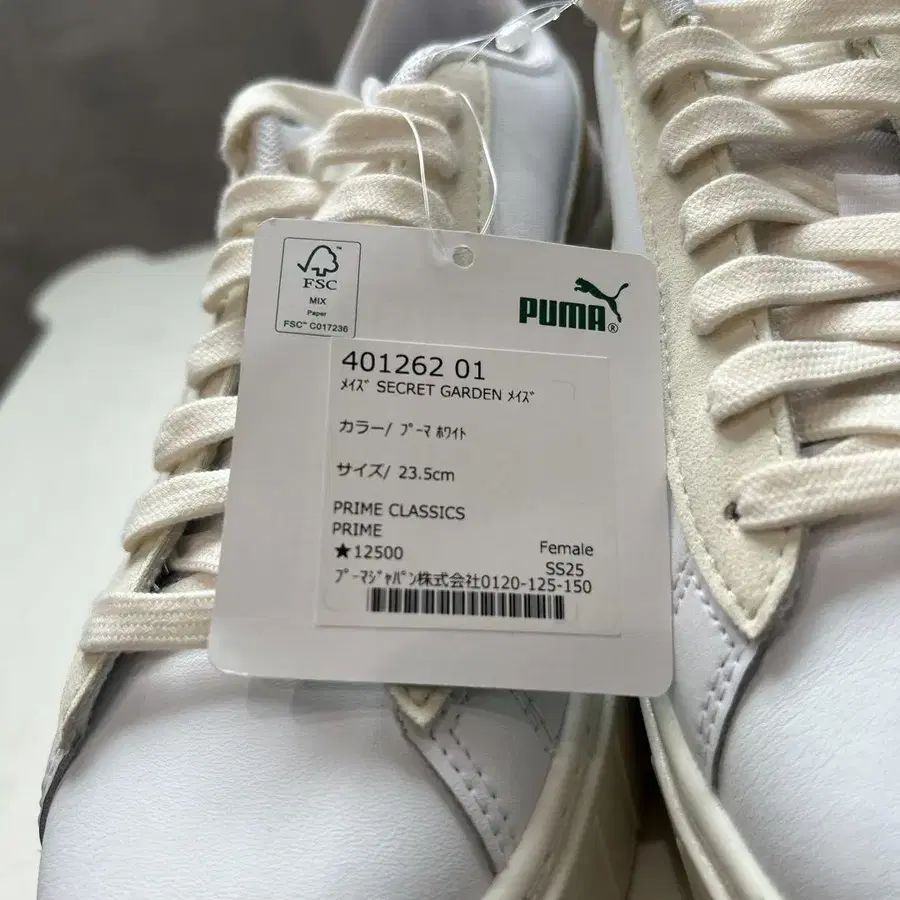 FSC™
MIX
Paper
FSC™ C017236
PUMA®
401262 01
ﾒｲｽﾞ SECRET GARDEN ﾒｲｽﾞ
カラー/ ﾌﾟｰﾏ ﾎﾜｲﾄ
サイズ/ 23.5cm
PRIME CLASSICS
PRIME
★12500
Female
SS25
ﾌﾟｰﾏｼﾞｬﾊﾟﾝ株式会社0120-125-150